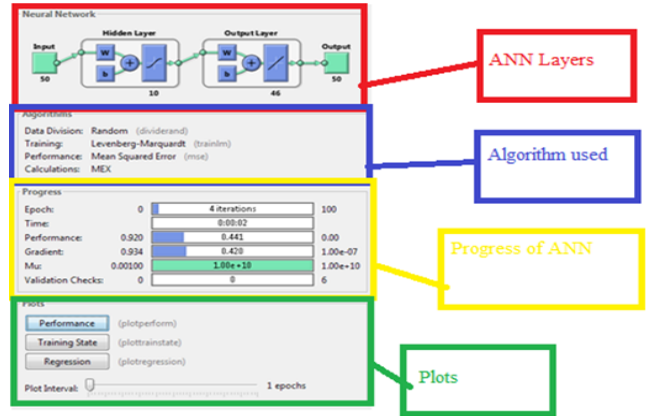 Neural Network
Hidden Layer
Output Layer
Input
Output
W
W
b
b
50
10
46
50
ANN Layers
Algorithms
Data Division: Random (dividerand)
Training: Levenberg-Marquardt (trainlm)
Performance: Mean Squared Error (mse)
Calculations: MEX
Algorithm used
Progress
Epoch: 0 4 iterations 100
Time: 0:00:02
Performance: 0.920 0.441 0.00
Gradient: 0.934 0.420 1.00e-07
Mu: 0.00100 1.00e+10 1.00e+10
Validation Checks: 0 0 6
Progress of ANN
Plots
Performance (plotperform)
Training State (plottrainstate)
Regression (plotregression)
Plot Interval: 1 epochs
Plots